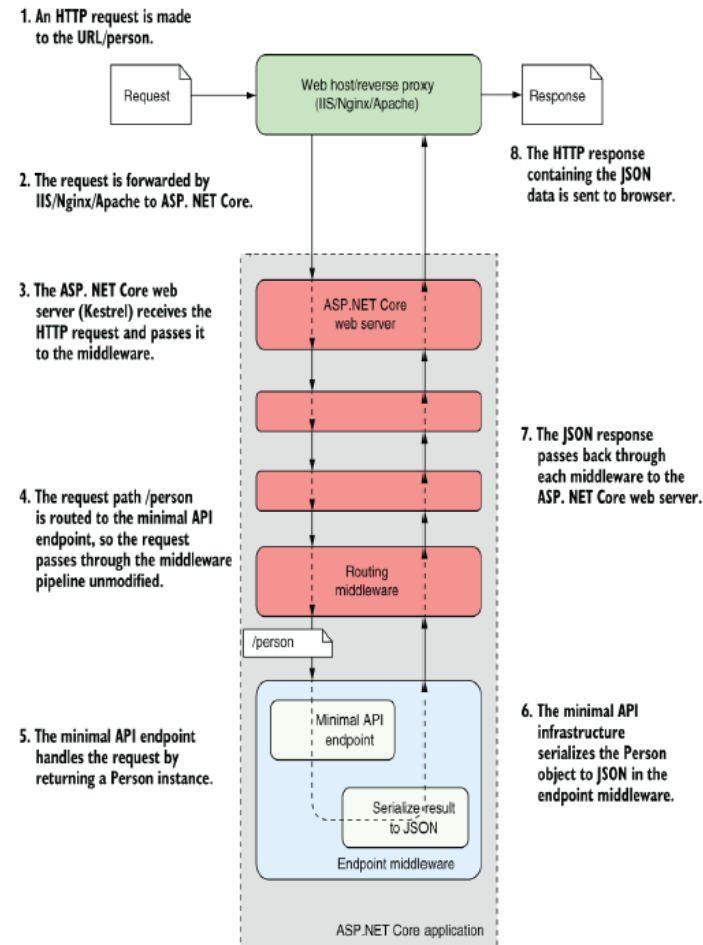 1. An HTTP request is made
to the URL/person.
Request
Web host/reverse proxy
(IIS/Nginx/Apache)
Response
8. The HTTP response
containing the JSON
data is sent to browser.
2. The request is forwarded by
IIS/Nginx/Apache to ASP. NET Core.
3. The ASP. NET Core web
server (Kestrel) receives the
HTTP request and passes it
to the middleware.
ASP.NET Core
web server
7. The JSON response
passes back through
each middleware to the
ASP. NET Core web server.
4. The request path /person
is routed to the minimal API
endpoint, so the request
passes through the middleware
pipeline unmodified.
Routing
middleware
/person
5. The minimal API endpoint
handles the request by
returning a Person instance.
Minimal API
endpoint
6. The minimal API
infrastructure
serializes the Person
object to JSON in the
endpoint middleware.
Serialize result
to JSON
Endpoint middleware
ASP.NET Core application